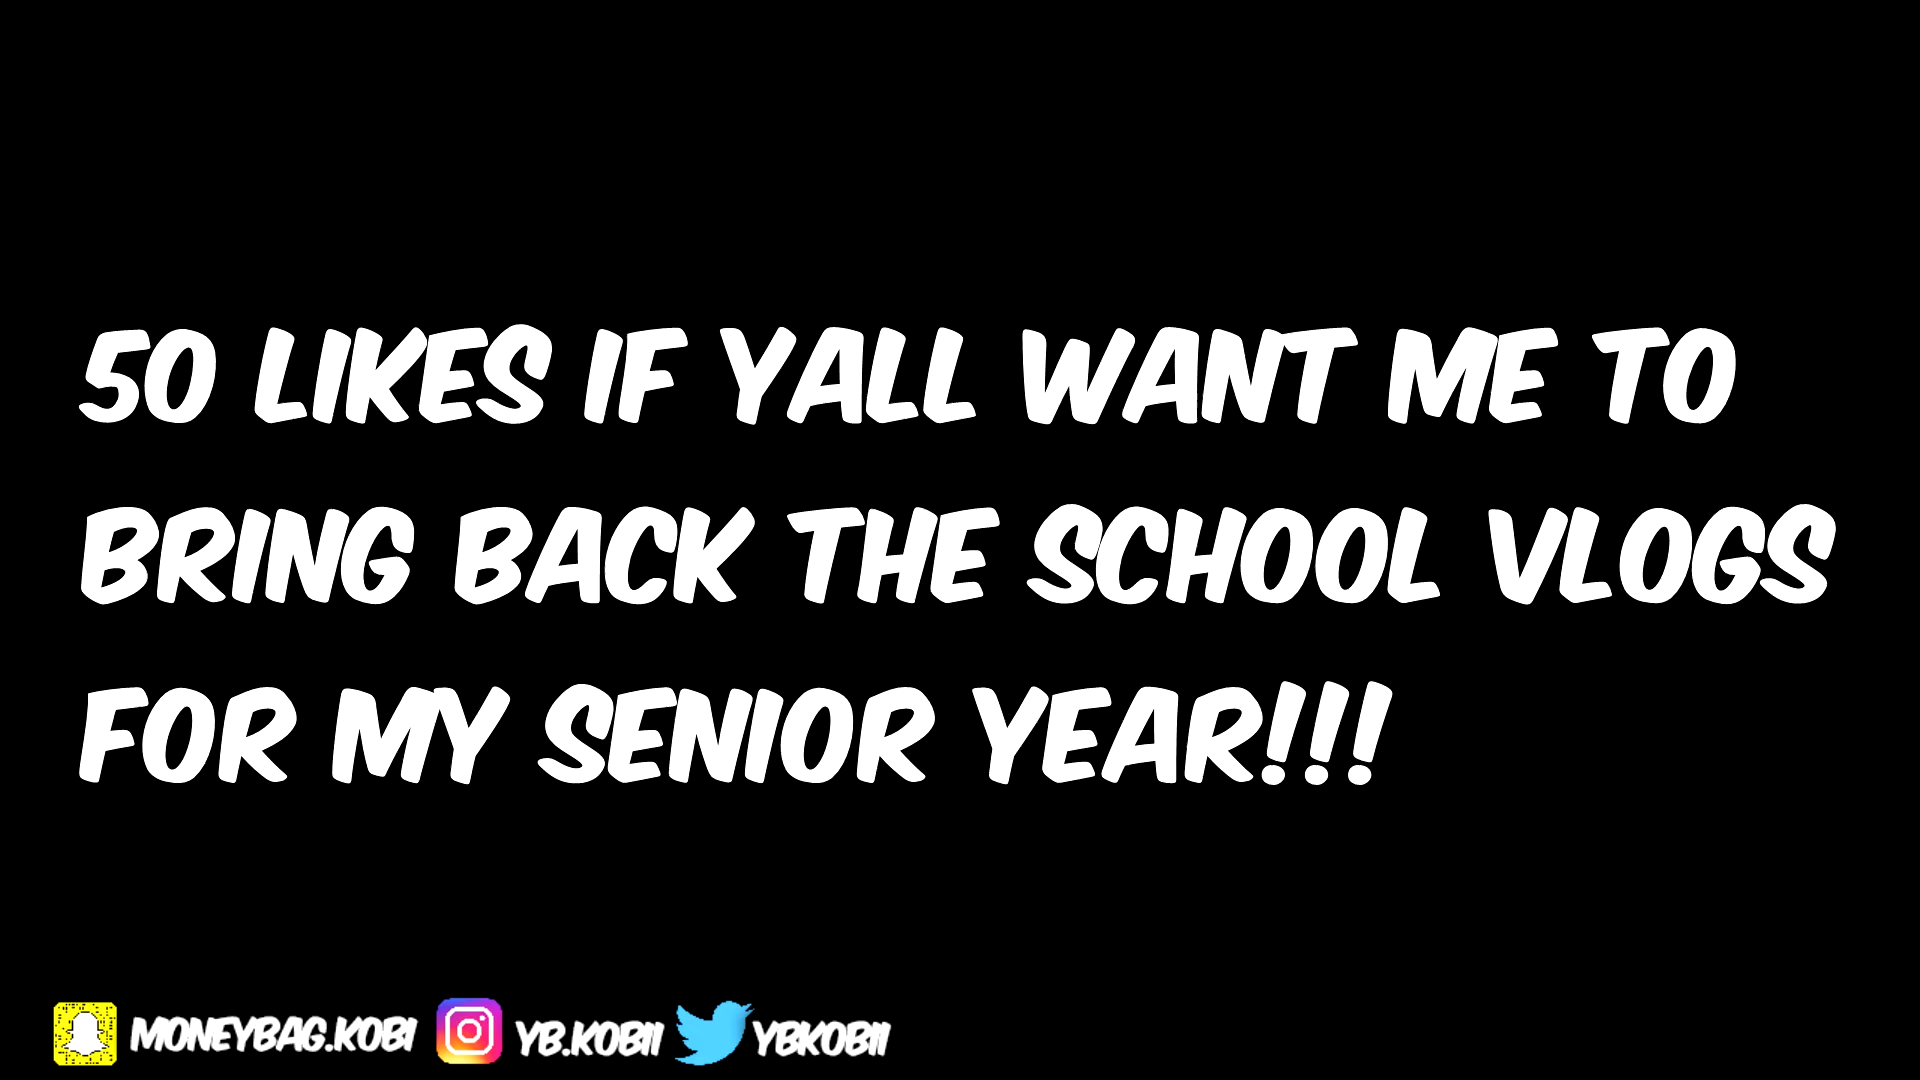 50 LIKES IF YALL WANT ME TO
BRING BACK THE SCHOOL VLOGS
FOR MY SENIOR YEAR!!!
MONEYBAG.KOBI YB.KOBII YBKOBII